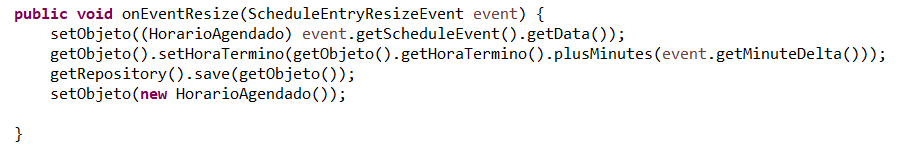 public void onEventResize(ScheduleEntryResizeEvent event) {
    setObjeto((HorarioAgendado) event.getScheduleEvent().getData());
    getObjeto().setHoraTermino(getObjeto().getHoraTermino().plusMinutes(event.getMinuteDelta()));
    getRepository().save(getObjeto());
    setObjeto(new HorarioAgendado());
}